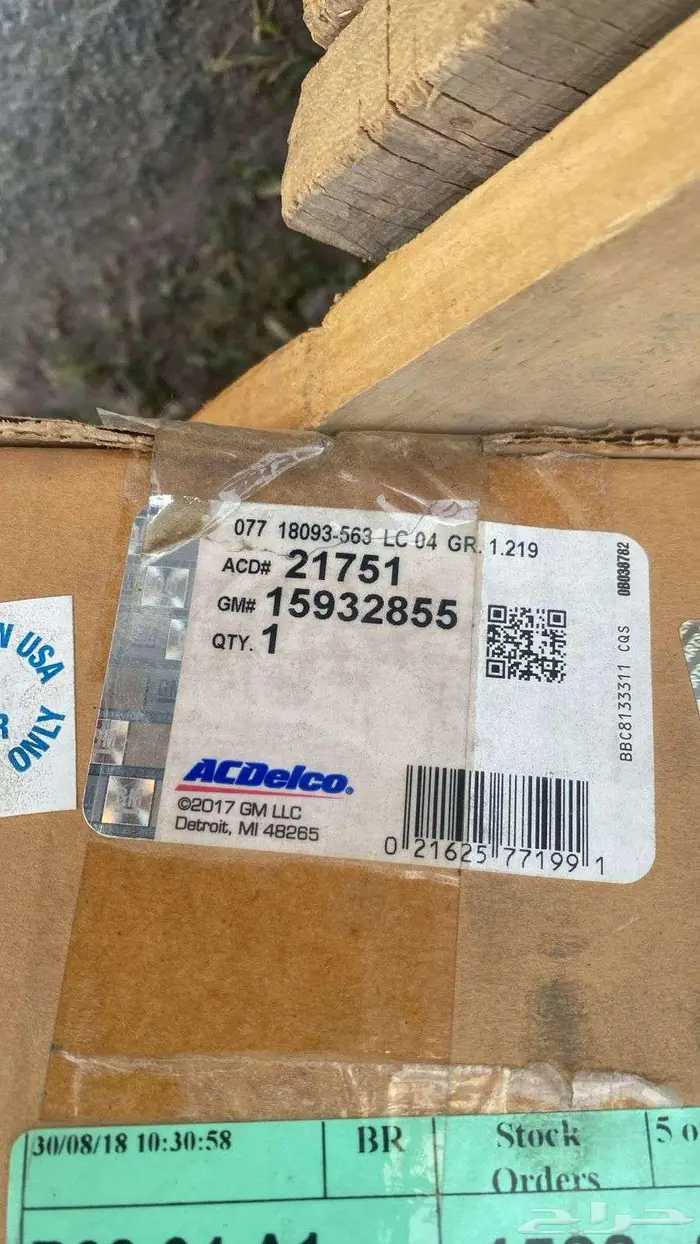 077 18093-563 LC 04 GR. 1.219
ACD# 21751
GM# 15932855
QTY. 1
0B038782
BBC8133311 CQS
ACDelco®
©2017 GM LLC
Detroit, MI 48265
0 21625 77199 1
USA
ONLY
30/08/18 10:30:58
BR
Stock
Orders
5 o
حراج